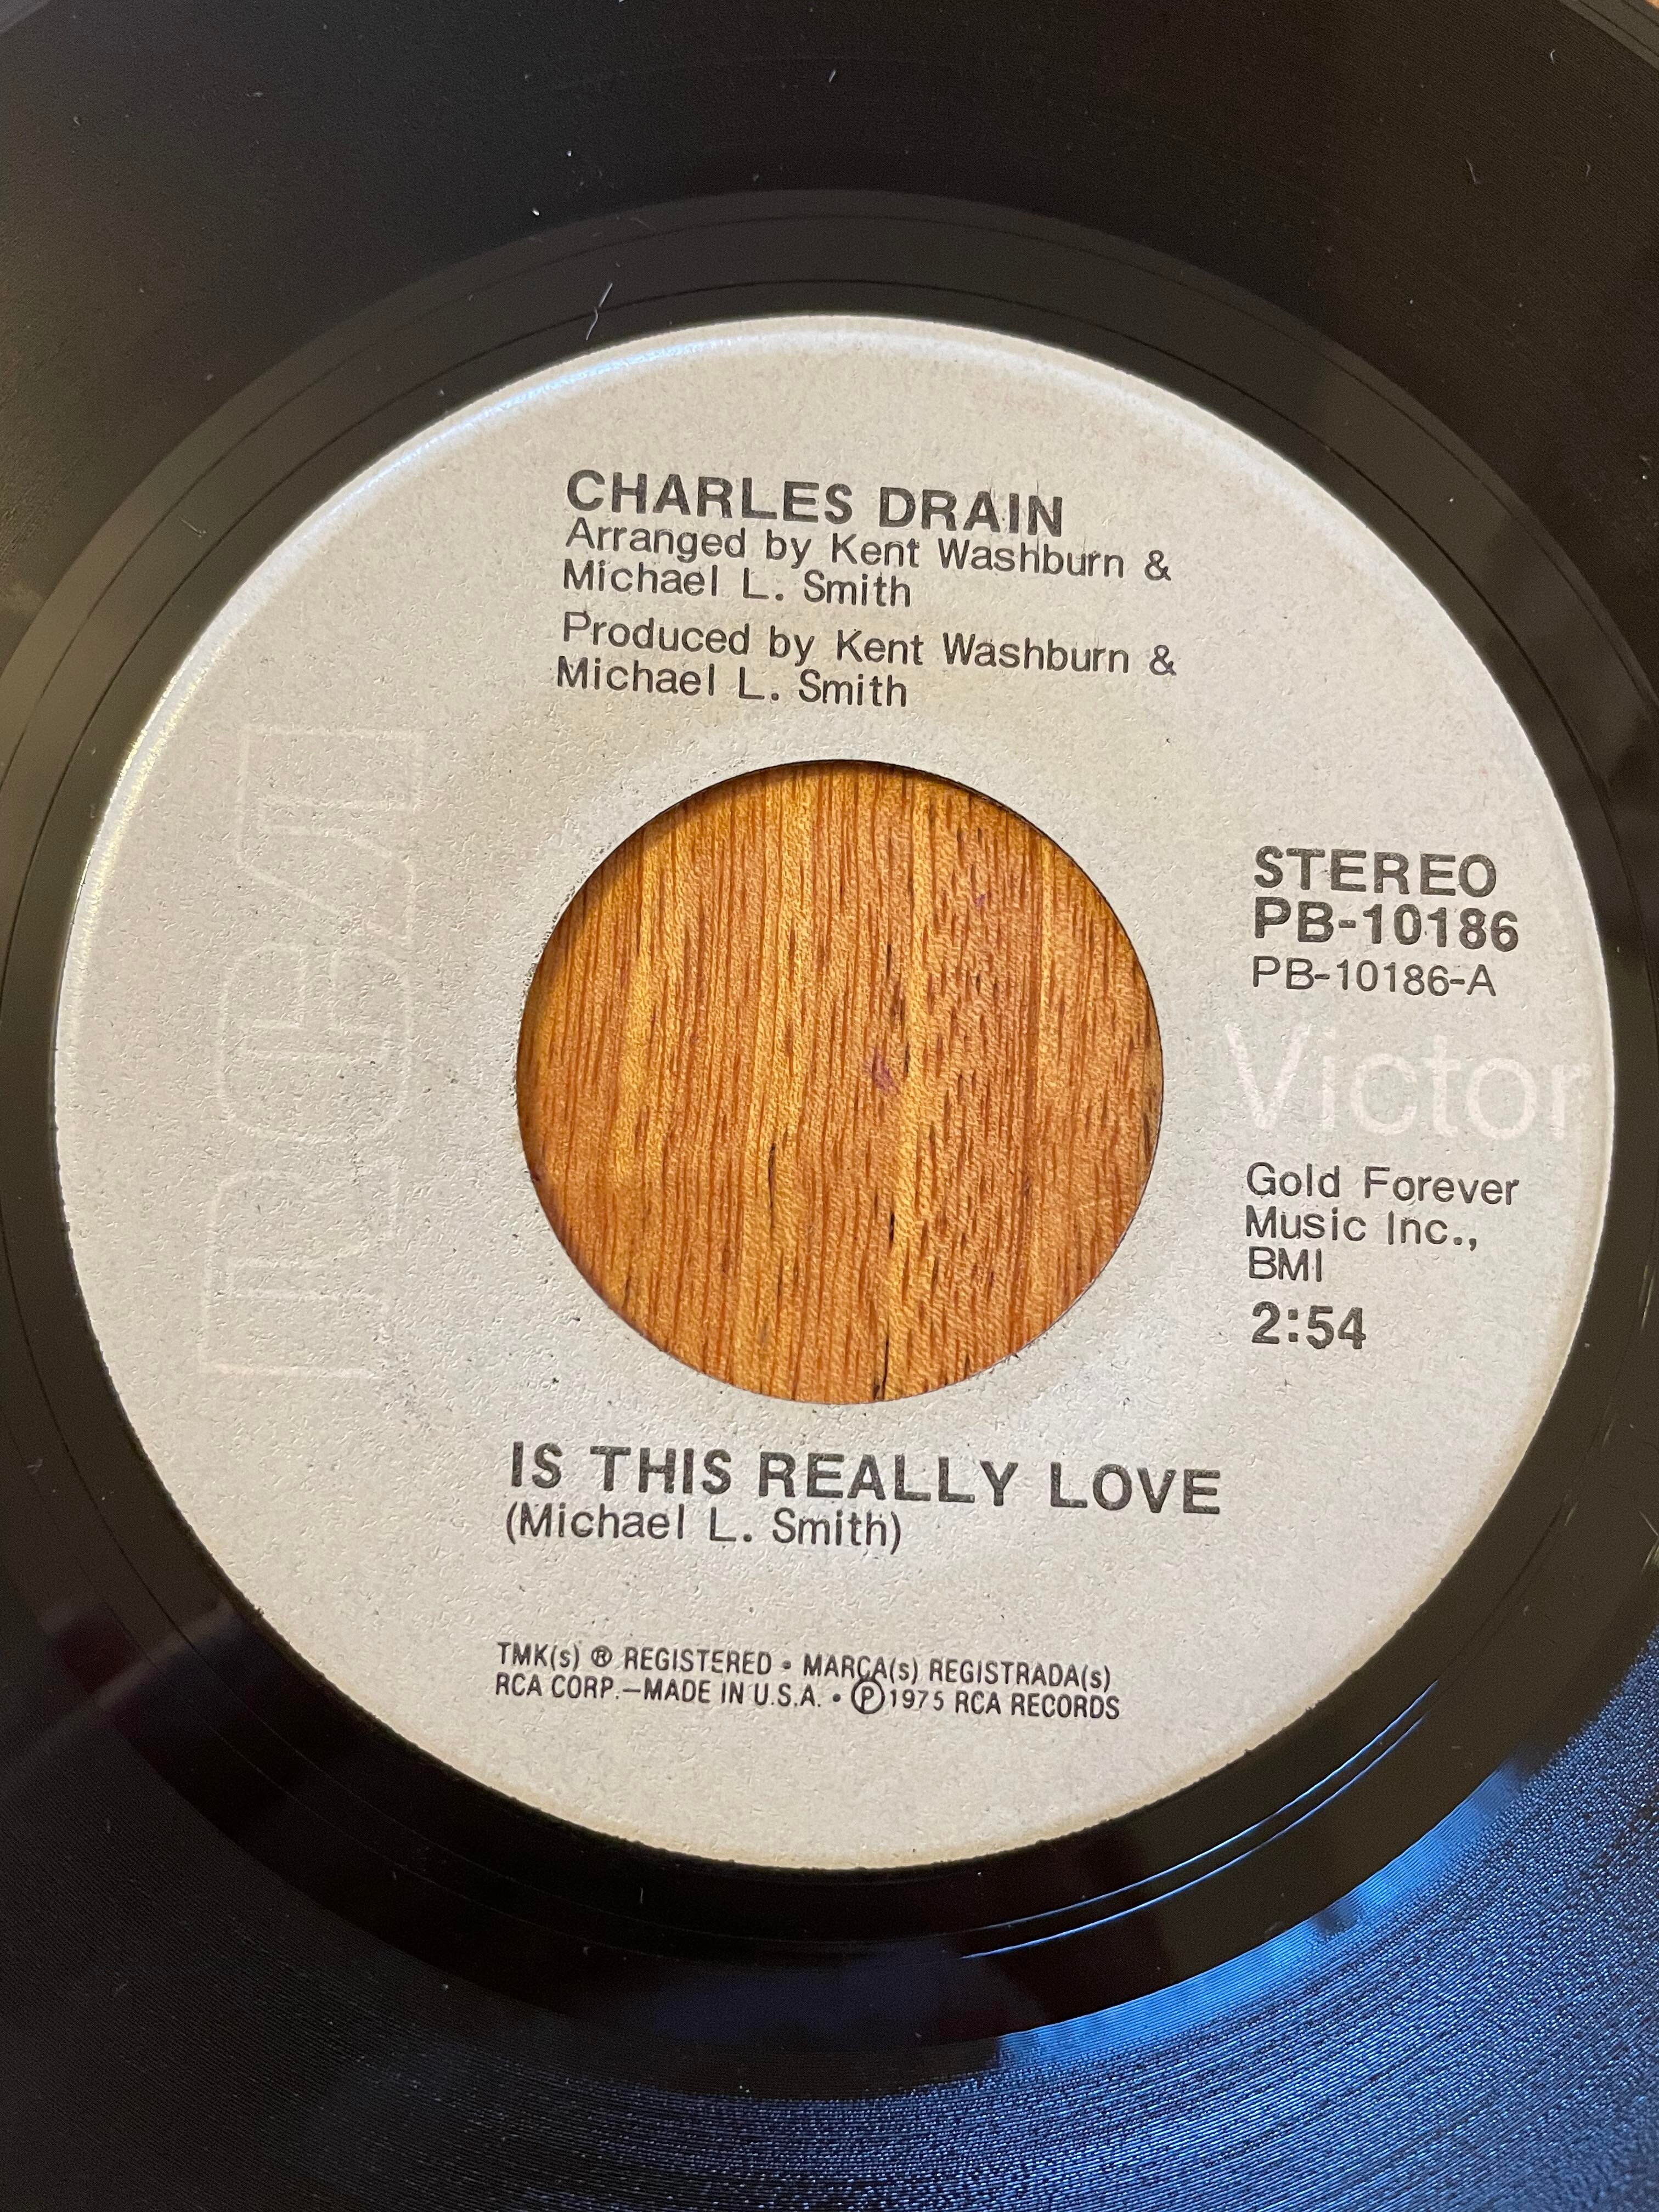 CHARLES DRAIN
Arranged by Kent Washburn &
Michael L. Smith
Produced by Kent Washburn &
Michael L. Smith
RCA
STEREO
PB-10186
PB-10186-A
Victor
Gold Forever
Music Inc.,
BMI
2:54
IS THIS REALLY LOVE
(Michael L. Smith)
TMK(s) ® REGISTERED • MARCA(s) REGISTRADA(s)
RCA CORP.—MADE IN U.S.A. • Ⓟ1975 RCA RECORDS